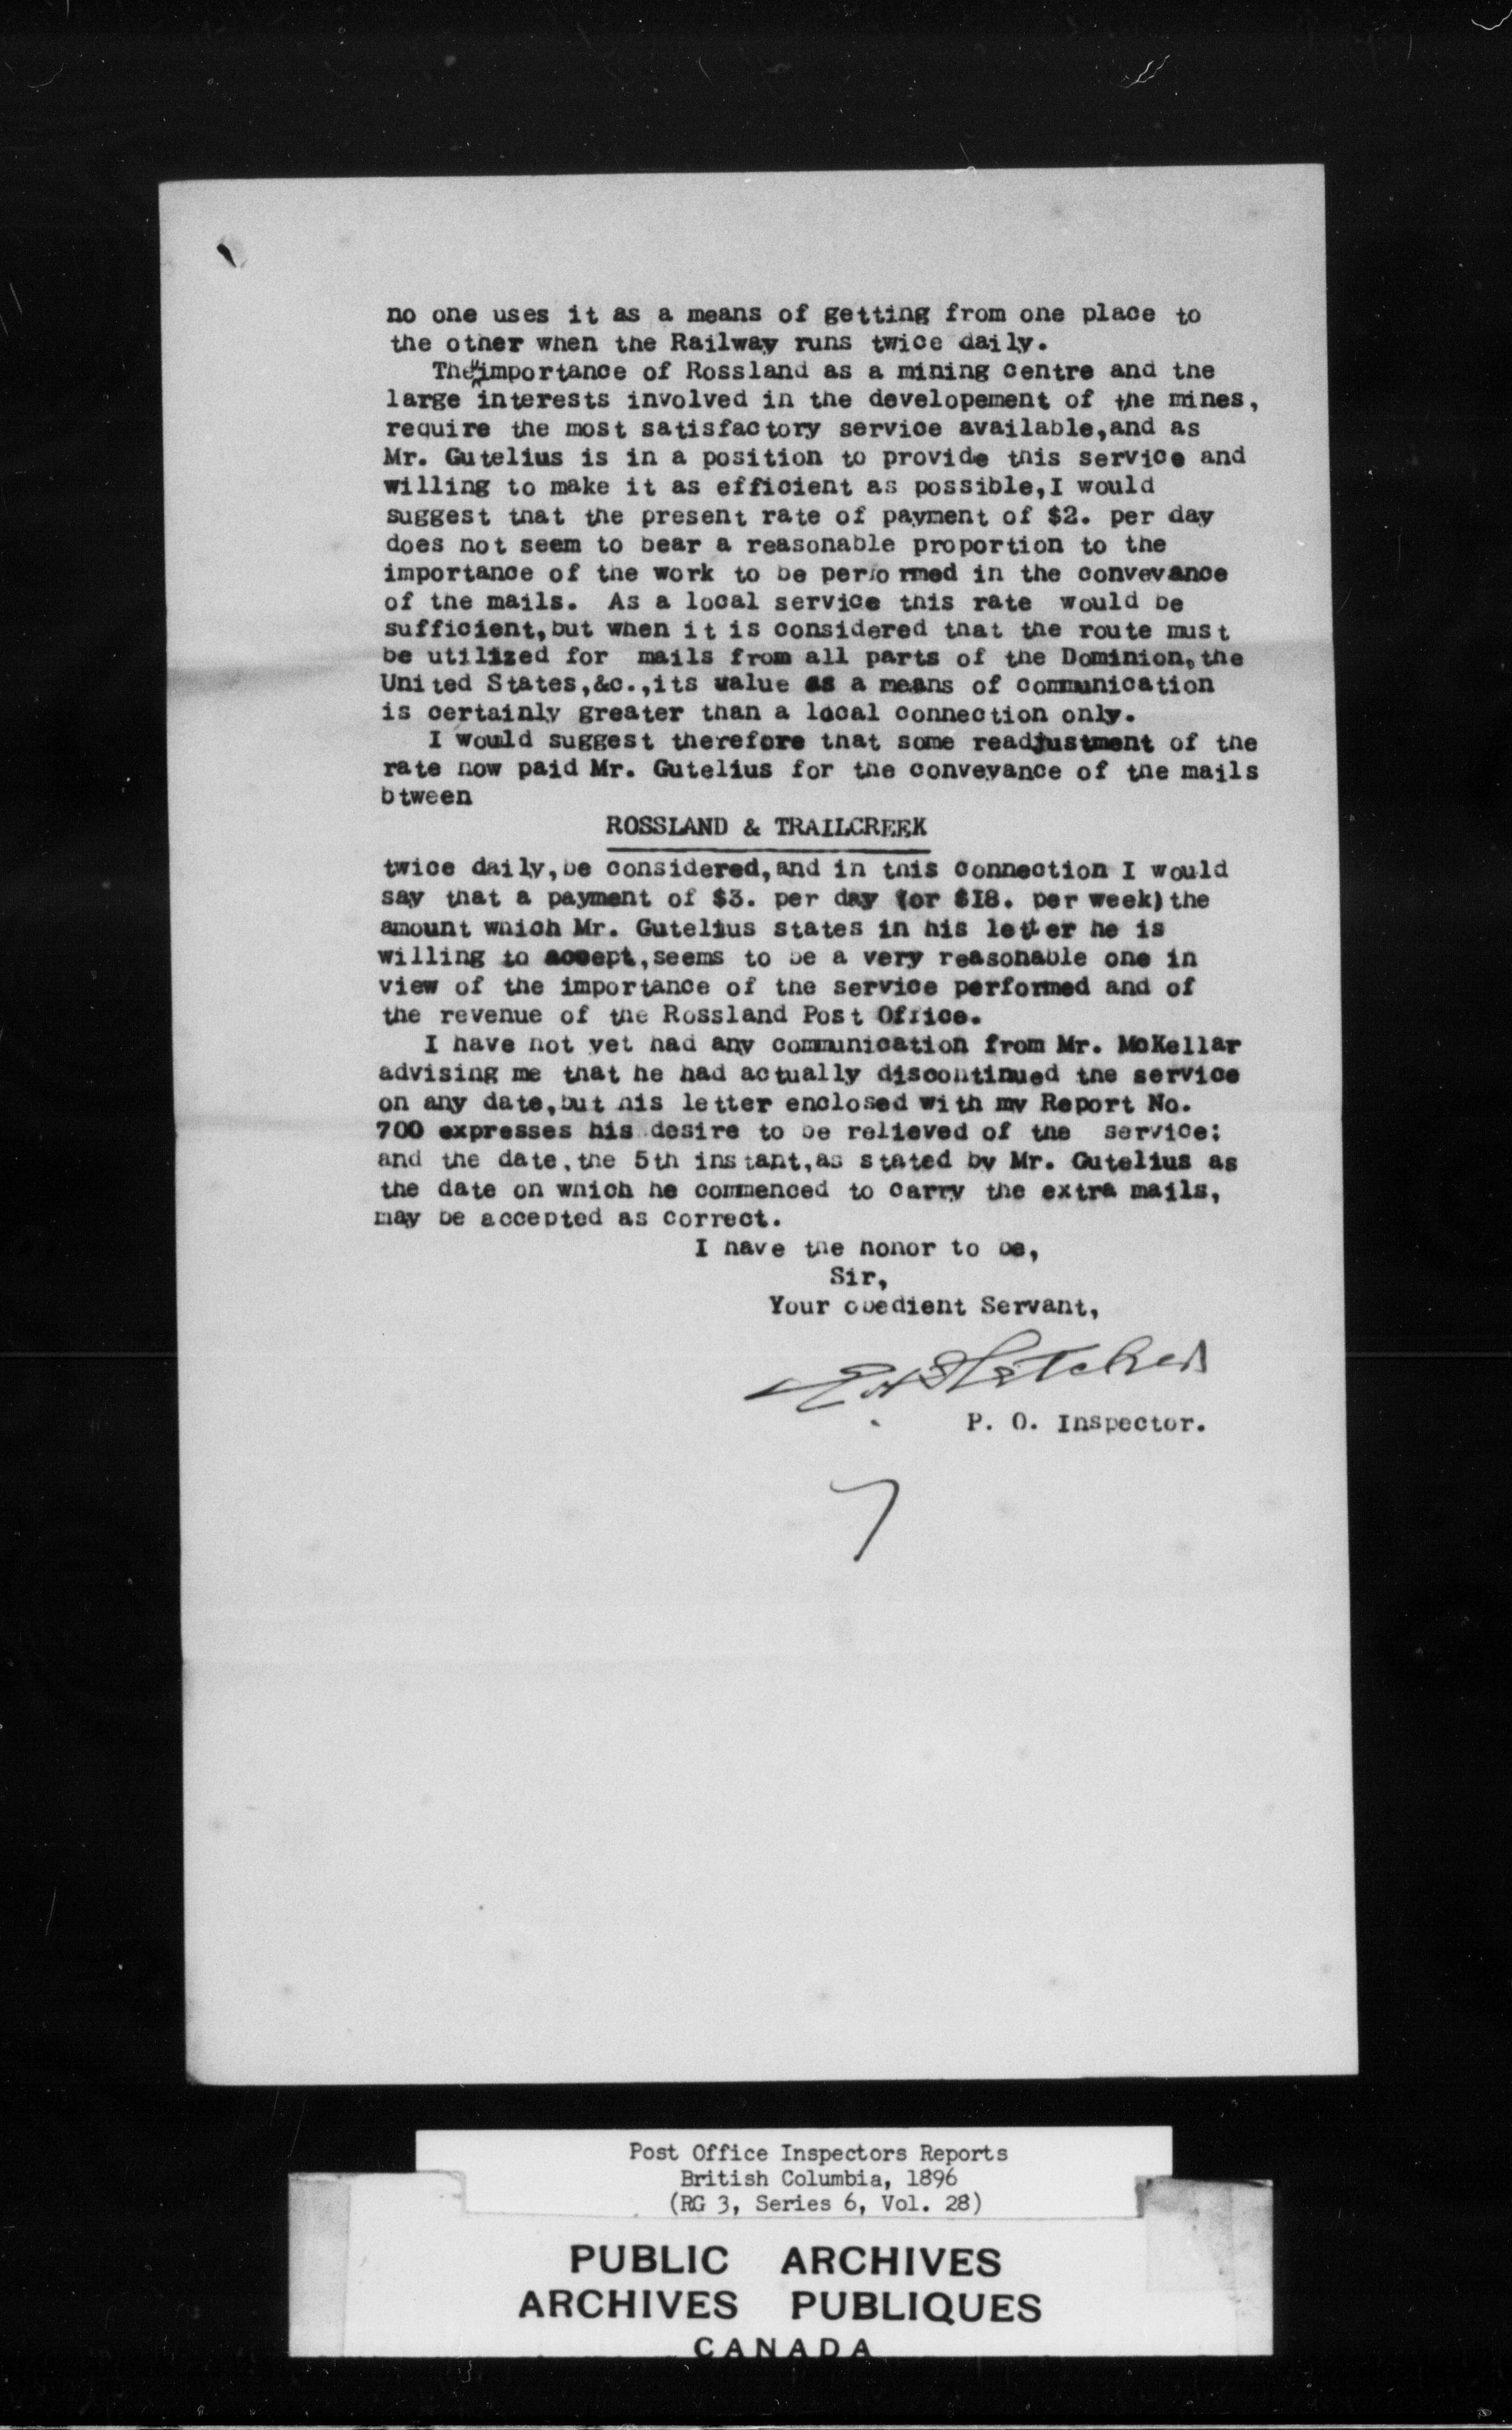 no one uses it as a means of getting from one place to
the other when the Railway runs twice daily.
The importance of Rossland as a mining centre and the
large interests involved in the developement of the mines,
require the most satisfactory service available,and as
Mr. Gutelius is in a position to provide this service and
willing to make it as efficient as possible,I would
suggest that the present rate of payment of $2. per day
does not seem to bear a reasonable proportion to the
importance of the work to be performed in the conveyance
of the mails. As a local service this rate would be
sufficient,but when it is considered that the route must
be utilized for mails from all parts of the Dominion,the
United States,&c.,its value as a means of communication
is certainly greater than a local connection only.
I would suggest therefore that some readjustment of the
rate now paid Mr. Gutelius for the conveyance of the mails
btween
ROSSLAND & TRAILCREEK
twice daily,be considered,and in this connection I would
say that a payment of $3. per day (or $18. per week) the
amount which Mr. Gutelius states in his letter he is
willing to accept,seems to be a very reasonable one in
view of the importance of the service performed and of
the revenue of the Rossland Post Office.
I have not yet had any communication from Mr. McKellar
advising me that he had actually discontinued the service
on any date,but his letter enclosed with my Report No.
700 expresses his desire to be relieved of the service;
and the date,the 5th instant,as stated by Mr. Gutelius as
the date on which he commenced to carry the extra mails,
may be accepted as correct.
I have the honor to be,
Sir,
Your obedient Servant,
E H Fletcher
P. O. Inspector.
7
Post Office Inspectors Reports
British Columbia, 1896
(RG 3, Series 6, Vol. 28)
PUBLIC ARCHIVES
ARCHIVES PUBLIQUES
CANADA